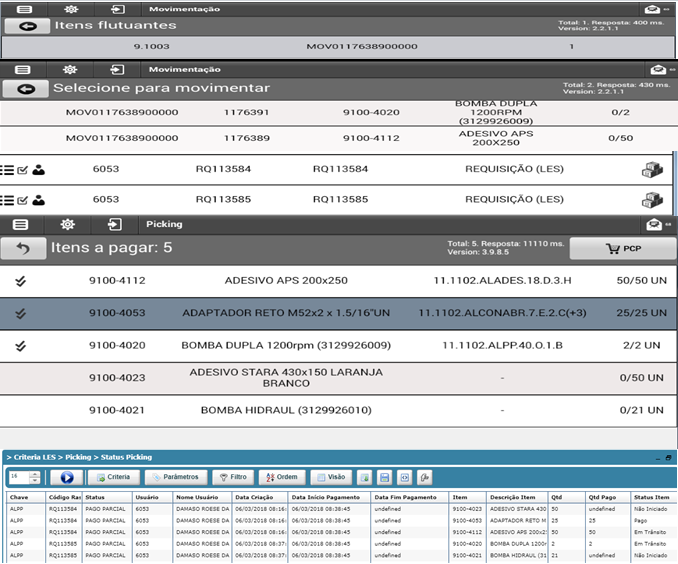 Movimentação
Itens flutuantes
Total: 1. Resposta: 400 ms.
Version: 2.2.1.1
9.1003 MOV0117638900000 1
Movimentação
Selecione para movimentar
Total: 2. Resposta: 430 ms.
Version: 2.2.1.1
MOV0117638900000 1176391 9100-4020 BOMBA DUPLA 1200RPM (3129926009) 0/2
MOV0117638900000 1176389 9100-4112 ADESIVO APS 200X250 0/50
6053 RQ113584 RQ113584 REQUISIÇÃO (LES)
6053 RQ113585 RQ113585 REQUISIÇÃO (LES)
Picking
Itens a pagar: 5
Total: 5. Resposta: 11110 ms.
Version: 3.9.8.5
PCP
9100-4112 ADESIVO APS 200x250 11.1102.ALADES.18.D.3.H 50/50 UN
9100-4053 ADAPTADOR RETO M52x2 x 1.5/16"UN 11.1102.ALCONABR.7.E.2.C(+3) 25/25 UN
9100-4020 BOMBA DUPLA 1200rpm (3129926009) 11.1102.ALPP.40.O.1.B 2/2 UN
9100-4023 ADESIVO STARA 430x150 LARANJA BRANCO - 0/50 UN
9100-4021 BOMBA HIDRAUL (3129926010) - 0/21 UN
> Criteria LES > Picking > Status Picking
16 Criteria Parâmetros Filtro Ordem Visão
Chave Código Ras Status Usuário Nome Usuário Data Criação Data Início Pagamento Data Fim Pagamento Item Descrição Item Qtd Qtd Pago Status Item
ALPP RQ113584 PAGO PARCIAL 6053 DAMASO ROESE DA 06/03/2018 08:16: 06/03/2018 08:38:45 undefined 9100-4023 ADESIVO STARA 430 50 undefined Não Iniciado
ALPP RQ113584 PAGO PARCIAL 6053 DAMASO ROESE DA 06/03/2018 08:16: 06/03/2018 08:38:45 undefined 9100-4053 ADAPTADOR RETO M 25 25 Pago
ALPP RQ113584 PAGO PARCIAL 6053 DAMASO ROESE DA 06/03/2018 08:16: 06/03/2018 08:38:45 undefined 9100-4112 ADESIVO APS 200x2 50 50 Em Trânsito
ALPP RQ113585 PAGO PARCIAL 6053 DAMASO ROESE DA 06/03/2018 08:37: 06/03/2018 08:38:45 undefined 9100-4020 BOMBA DUPLA 1200r 2 2 Em Trânsito
ALPP RQ113585 PAGO PARCIAL 6053 DAMASO ROESE DA 06/03/2018 08:37: 06/03/2018 08:38:45 undefined 9100-4021 BOMBA HIDRAUL (31 21 undefined Não Iniciado